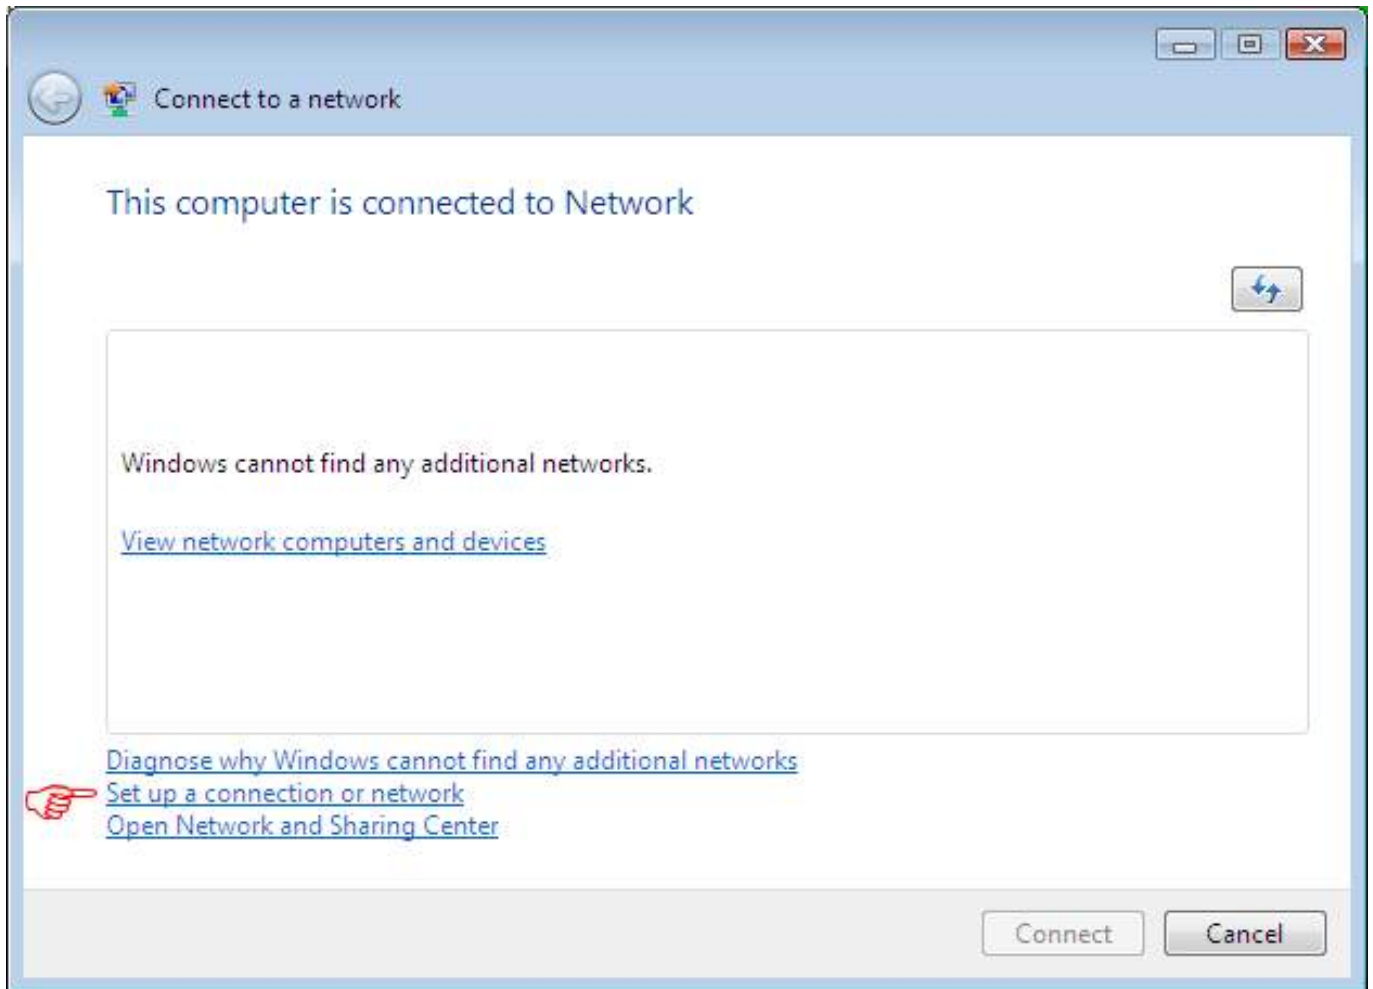 Connect to a network
This computer is connected to Network
Windows cannot find any additional networks.
View network computers and devices
Diagnose why Windows cannot find any additional networks
Set up a connection or network
Open Network and Sharing Center
Connect
Cancel